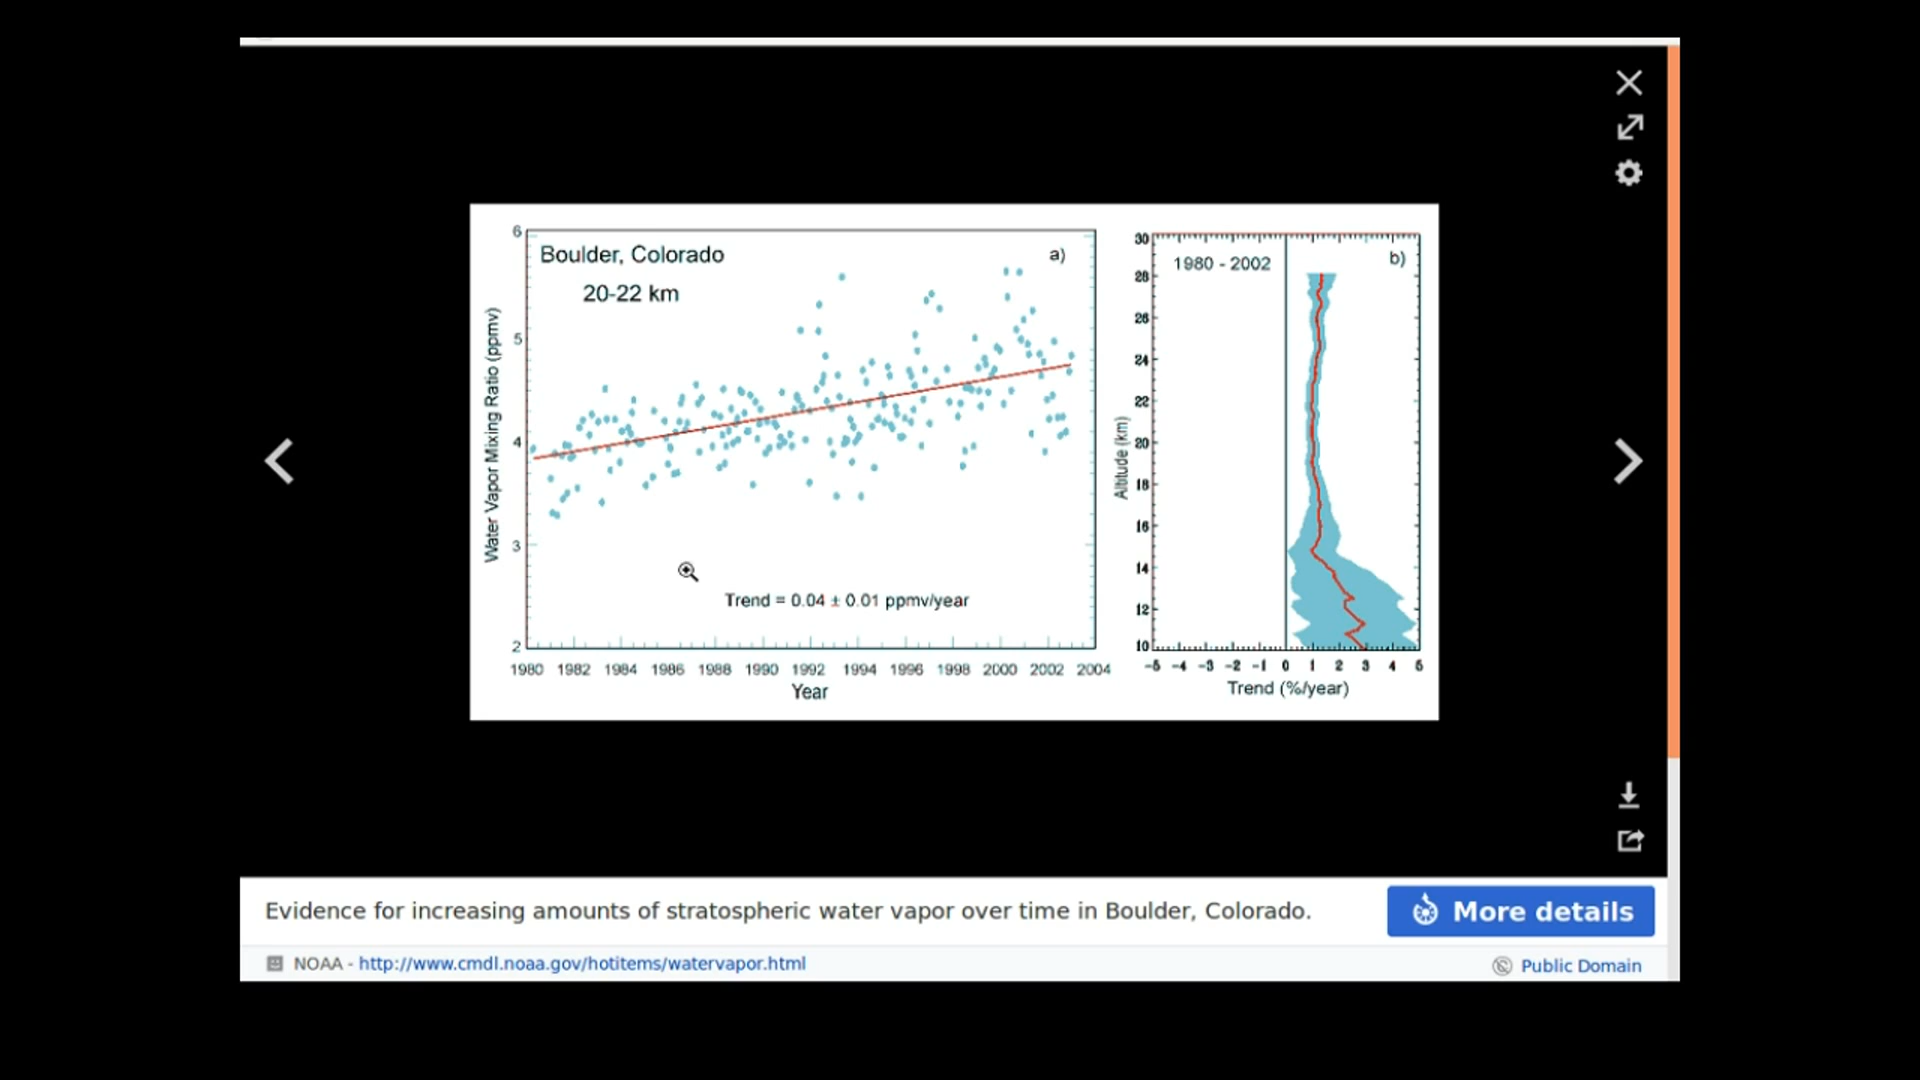 Boulder, Colorado
a)
20-22 km
6
5
4
3
2
Water Vapor Mixing Ratio (ppmv)
Trend = 0.04 ± 0.01 ppmv/year
1980 1982 1984 1986 1988 1990 1992 1994 1996 1998 2000 2002 2004
Year
1980 - 2002
b)
30
28
26
24
22
20
18
16
14
12
10
Altitude (km)
-5 -4 -3 -2 -1 0 1 2 3 4 5
Trend (%/year)
Evidence for increasing amounts of stratospheric water vapor over time in Boulder, Colorado.
More details
NOAA - http://www.cmdl.noaa.gov/hotitems/watervapor.html
Public Domain